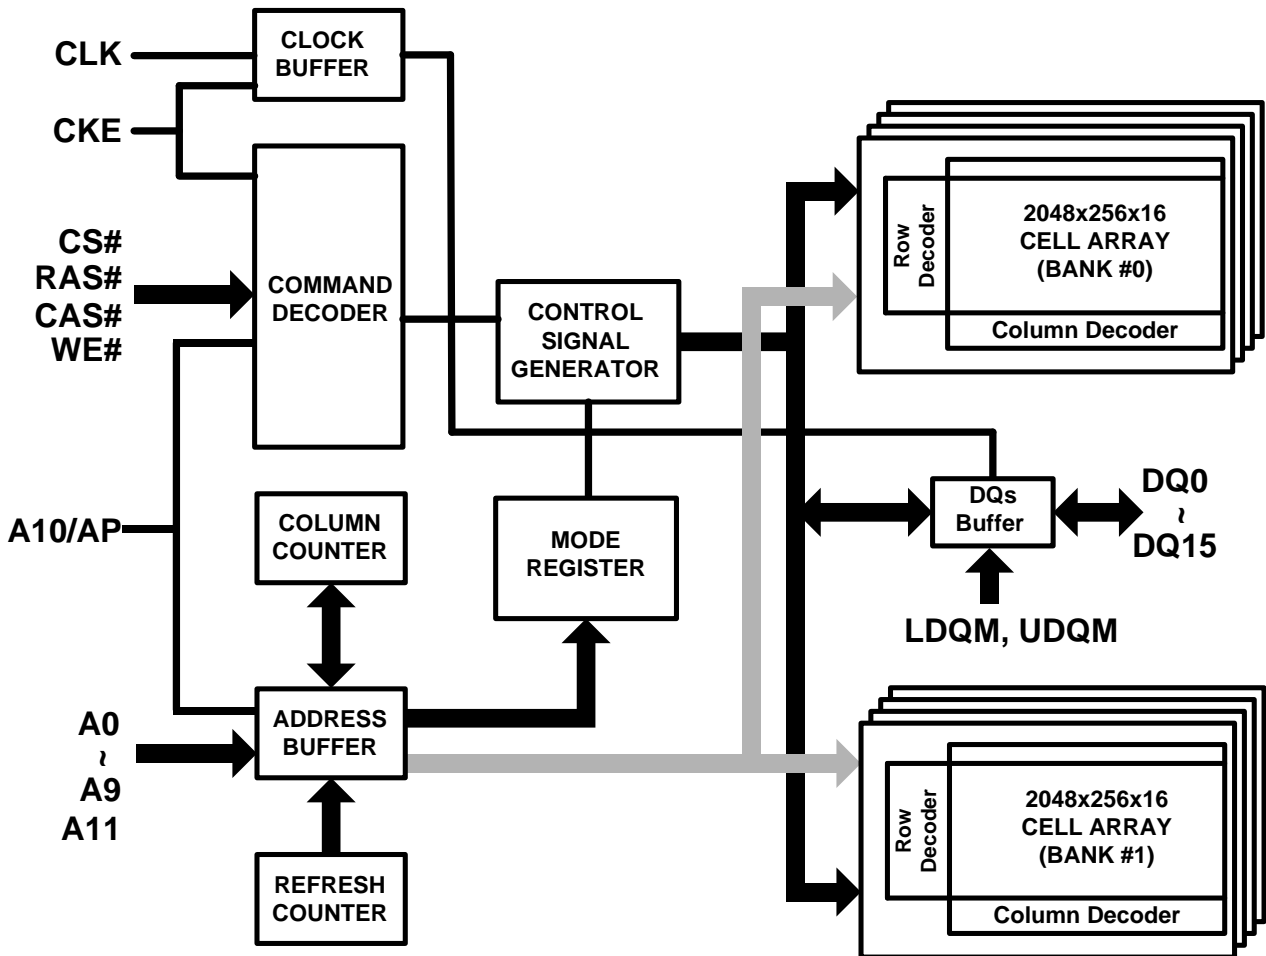 CLK
CKE
CLOCK
BUFFER
CS#
RAS#
CAS#
WE#
COMMAND
DECODER
CONTROL
SIGNAL
GENERATOR
Row
Decoder
2048x256x16
CELL ARRAY
(BANK #0)
Column Decoder
A10/AP
COLUMN
COUNTER
MODE
REGISTER
DQs
Buffer
DQ0
~
DQ15
LDQM, UDQM
A0
~
A9
A11
ADDRESS
BUFFER
REFRESH
COUNTER
Row
Decoder
2048x256x16
CELL ARRAY
(BANK #1)
Column Decoder